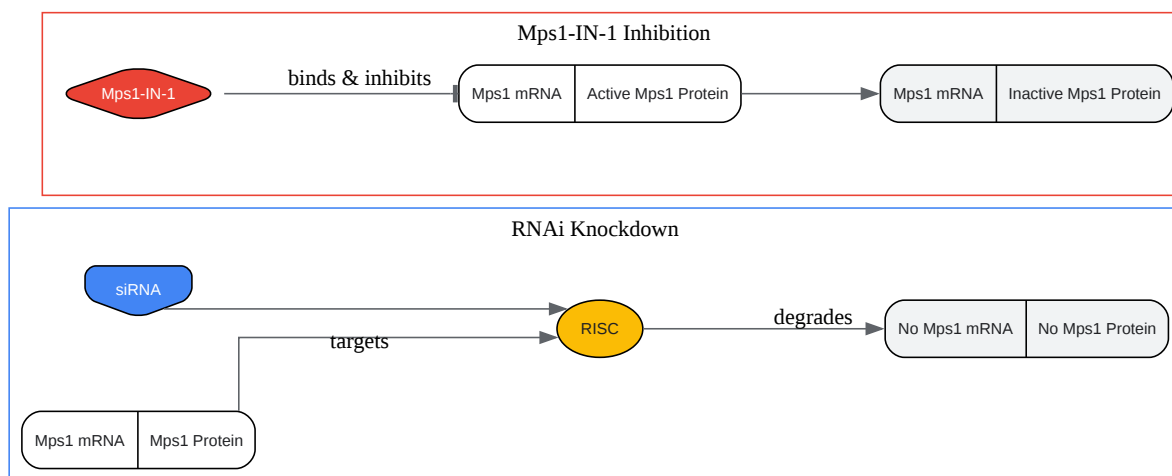 Mps1-IN-1 Inhibition
Mps1-IN-1
binds & inhibits
Mps1 mRNA
Active Mps1 Protein
Mps1 mRNA
Inactive Mps1 Protein
RNAi Knockdown
siRNA
targets
RISC
degrades
No Mps1 mRNA
No Mps1 Protein
Mps1 mRNA
Mps1 Protein